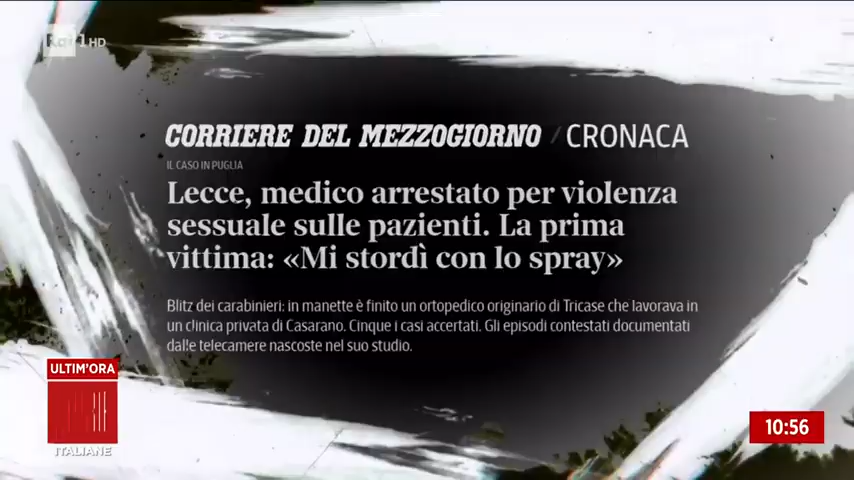 Rai 1 HD
CORRIERE DEL MEZZOGIORNO / CRONACA
IL CASO IN PUGLIA
Lecce, medico arrestato per violenza
sessuale sulle pazienti. La prima
vittima: «Mi stordì con lo spray»
Blitz dei carabinieri: in manette è finito un ortopedico originario di Tricase che lavorava in
un clinica privata di Casarano. Cinque i casi accertati. Gli episodi contestati documentati
dalle telecamere nascoste nel suo studio.
ULTIM'ORA
ITALIANE
10:56